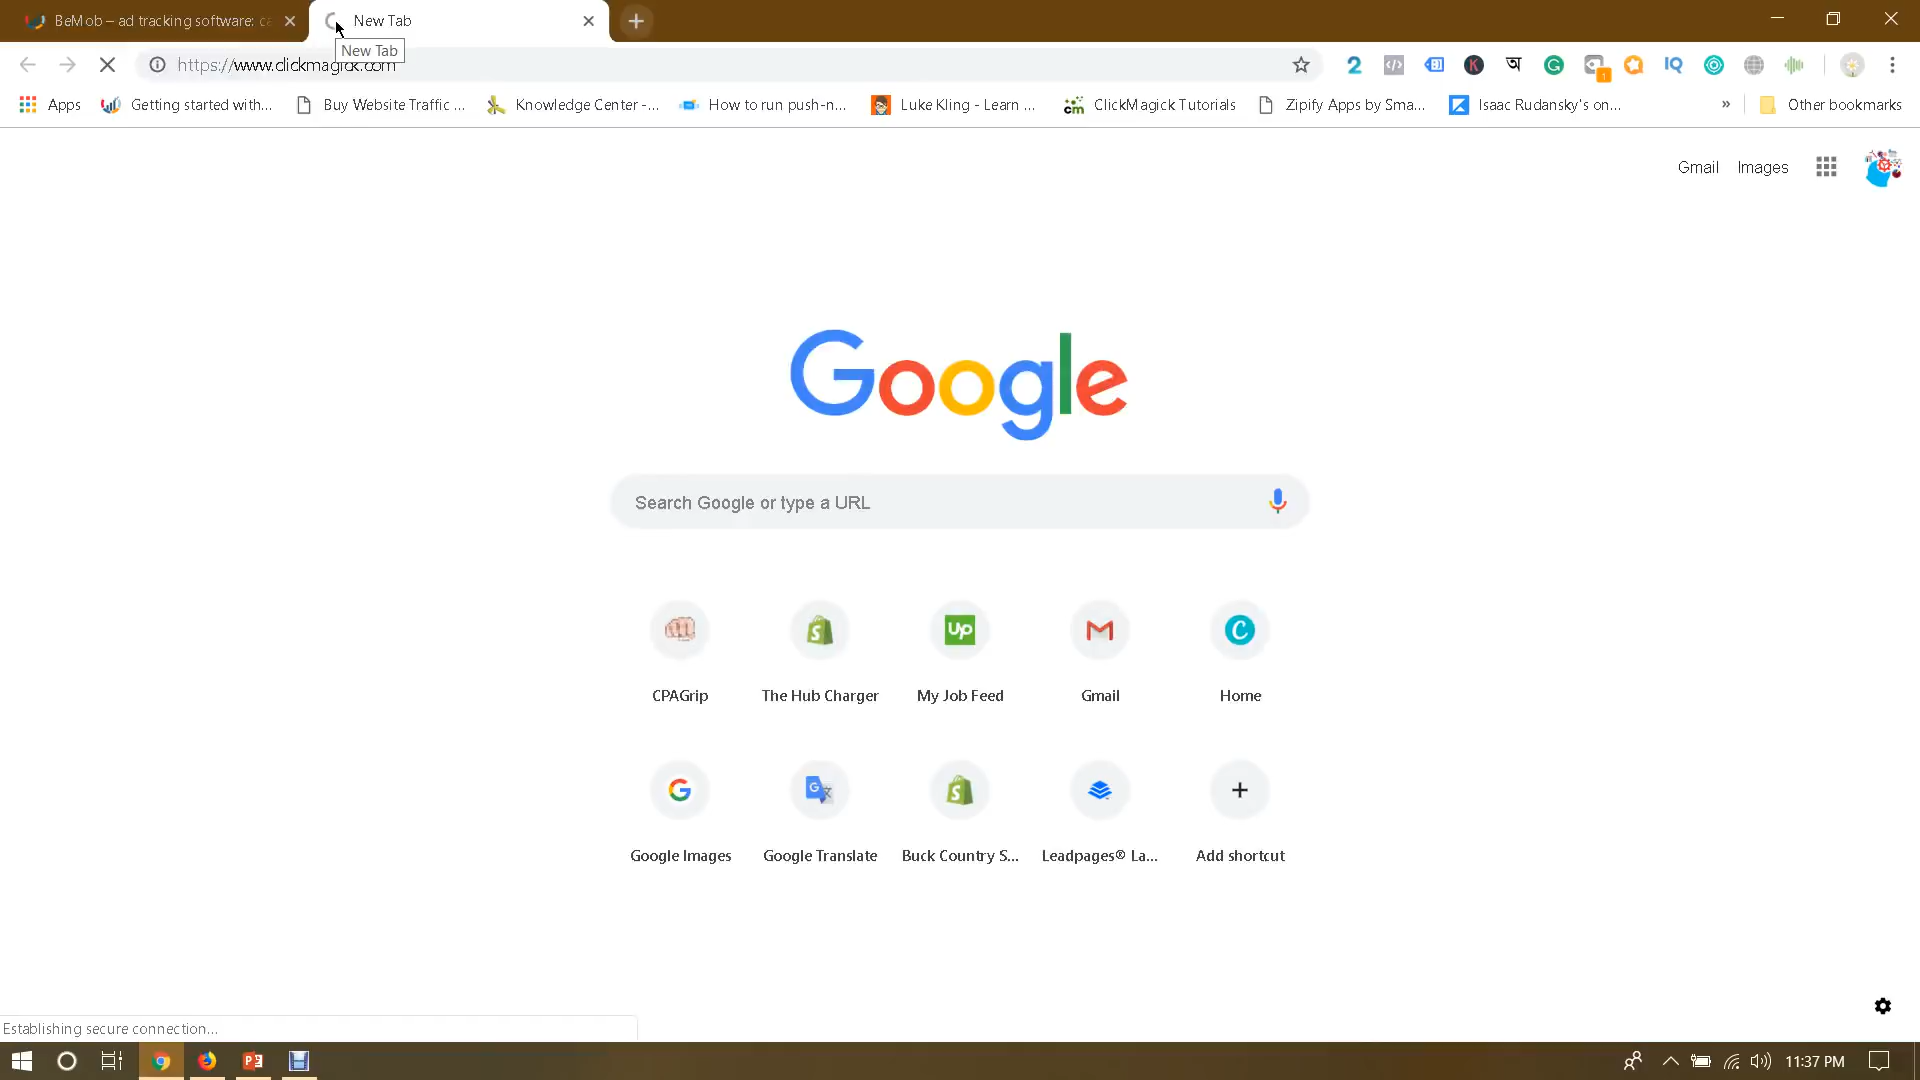 BeMob – ad tracking software: ca
New Tab
New Tab
https://www.clickmagick.com
Apps
Getting started with...
Buy Website Traffic ...
Knowledge Center -...
How to run push-n...
Luke Kling - Learn ...
ClickMagick Tutorials
Zipify Apps by Sma...
Isaac Rudansky's on...
»
Other bookmarks
Gmail
Images
Google
Search Google or type a URL
CPAGrip
The Hub Charger
My Job Feed
Gmail
Home
Google Images
Google Translate
Buck Country S...
Leadpages® La...
Add shortcut
Establishing secure connection...
11:37 PM